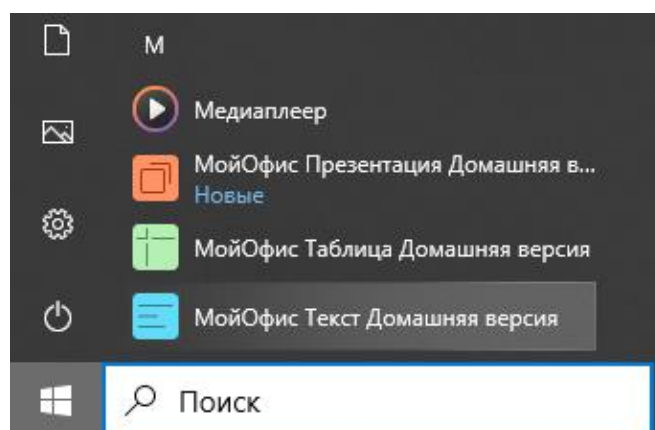 М
Медиаплеер
МойОфис Презентация Домашняя в...
Новые
МойОфис Таблица Домашняя версия
МойОфис Текст Домашняя версия
Поиск